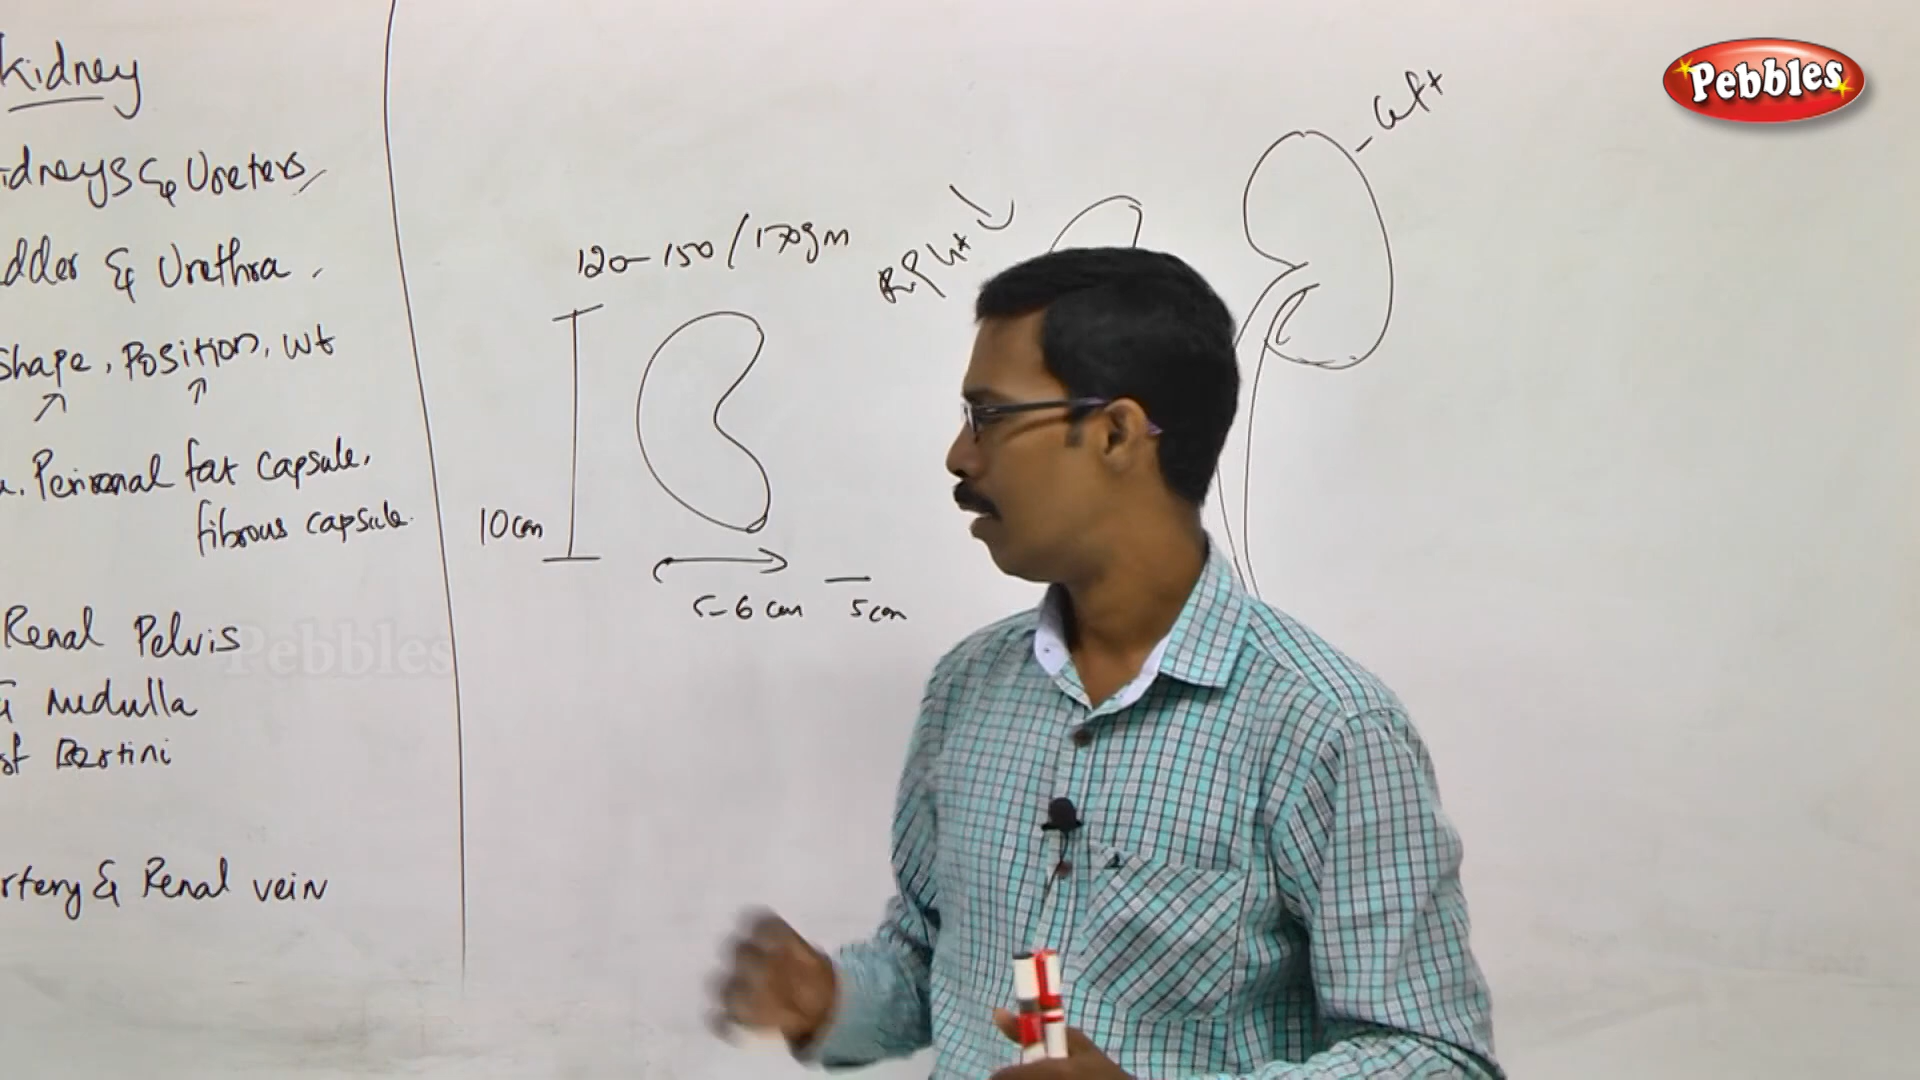 Kidney
idneys & Ureters,
dder & Urethra,
Shape, Position, wt
Perirenal fat capsule,
fibrous capsule.
Renal Pelvis
& Medulla
of Bertini
rtery & Renal vein
120-150/170gm
10cm
5-6 cm
5cm
Right
Left
Pebbles
Pebbles